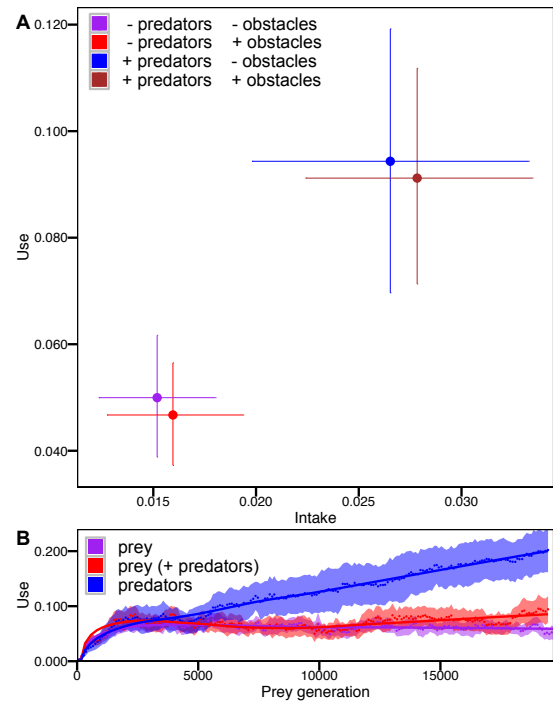 A
- predators - obstacles
- predators + obstacles
+ predators - obstacles
+ predators + obstacles
0.120
0.100
0.080
0.060
0.040
Use
0.015 0.020 0.025 0.030
Intake
B
prey
prey (+ predators)
predators
0.200
0.100
0.000
Use
0 5000 10000 15000
Prey generation